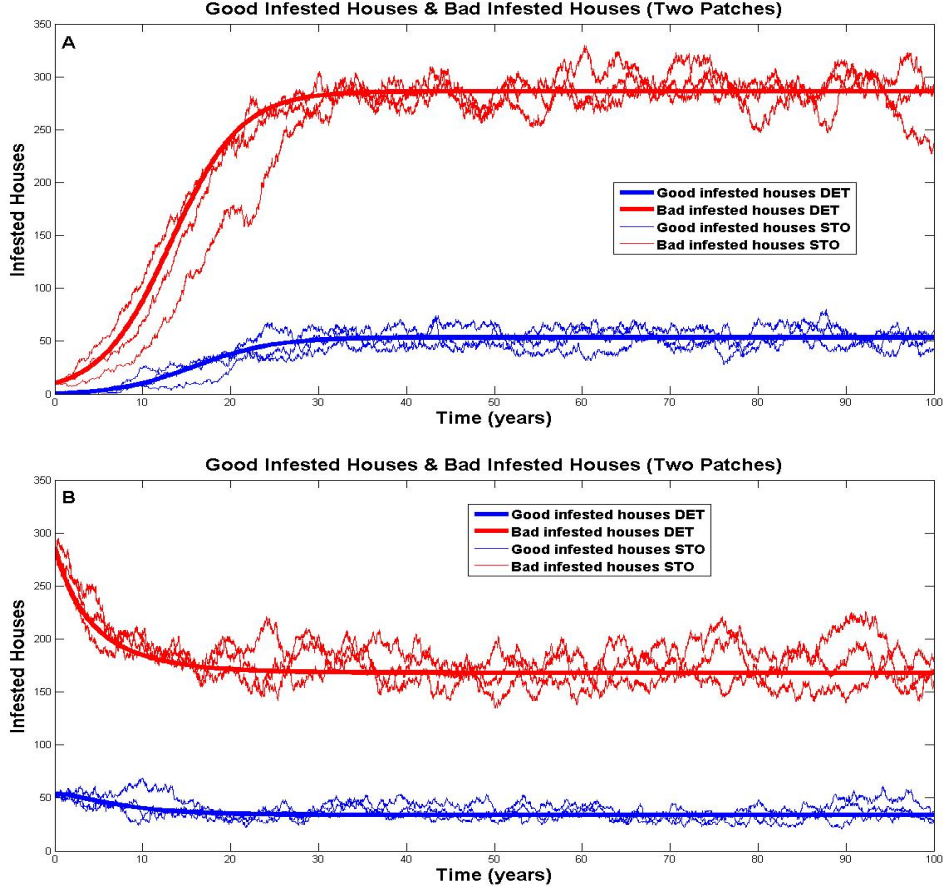 Good Infested Houses & Bad Infested Houses (Two Patches)
350
A
300
250
200
150
100
50
0
Infested Houses
Good infested houses DET
Bad infested houses DET
Good infested houses STO
Bad infested houses STO
0 10 20 30 40 50 60 70 80 90 100
Time (years)
Good Infested Houses & Bad Infested Houses (Two Patches)
350
B
300
250
200
150
100
50
0
Infested Houses
Good infested houses DET
Bad infested houses DET
Good infested houses STO
Bad infested houses STO
0 10 20 30 40 50 60 70 80 90 100
Time (years)